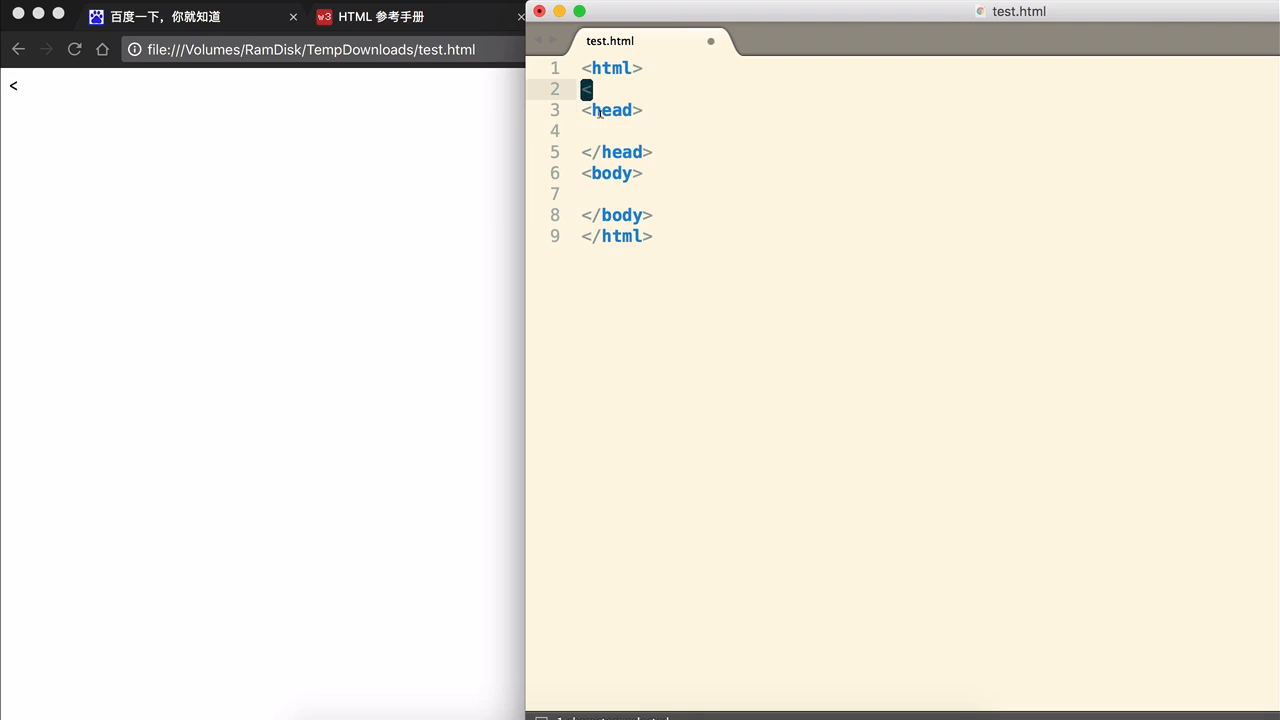 百度一下，你就知道
HTML 参考手册
file:///Volumes/RamDisk/TempDownloads/test.html
<
test.html
test.html
1 <html>
2 <
3 <head>
4
5 </head>
6 <body>
7
8 </body>
9 </html>